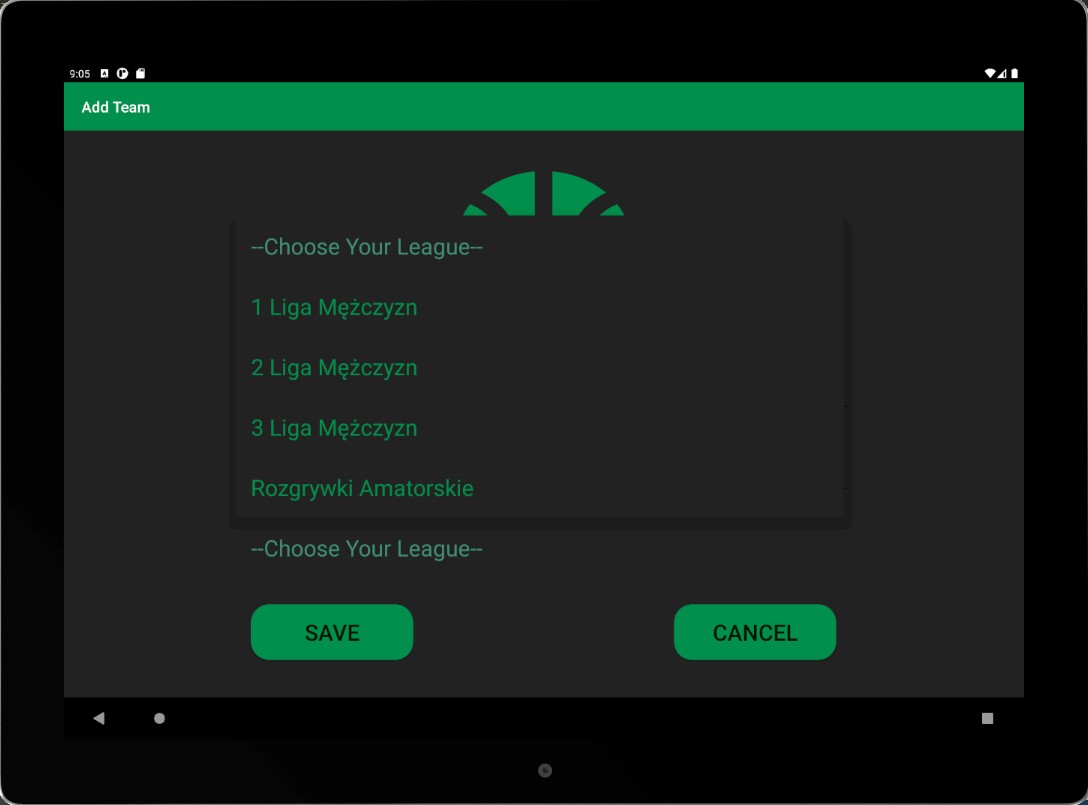 9:05
Add Team
--Choose Your League--
1 Liga Mężczyzn
2 Liga Mężczyzn
3 Liga Mężczyzn
Rozgrywki Amatorskie
--Choose Your League--
SAVE
CANCEL